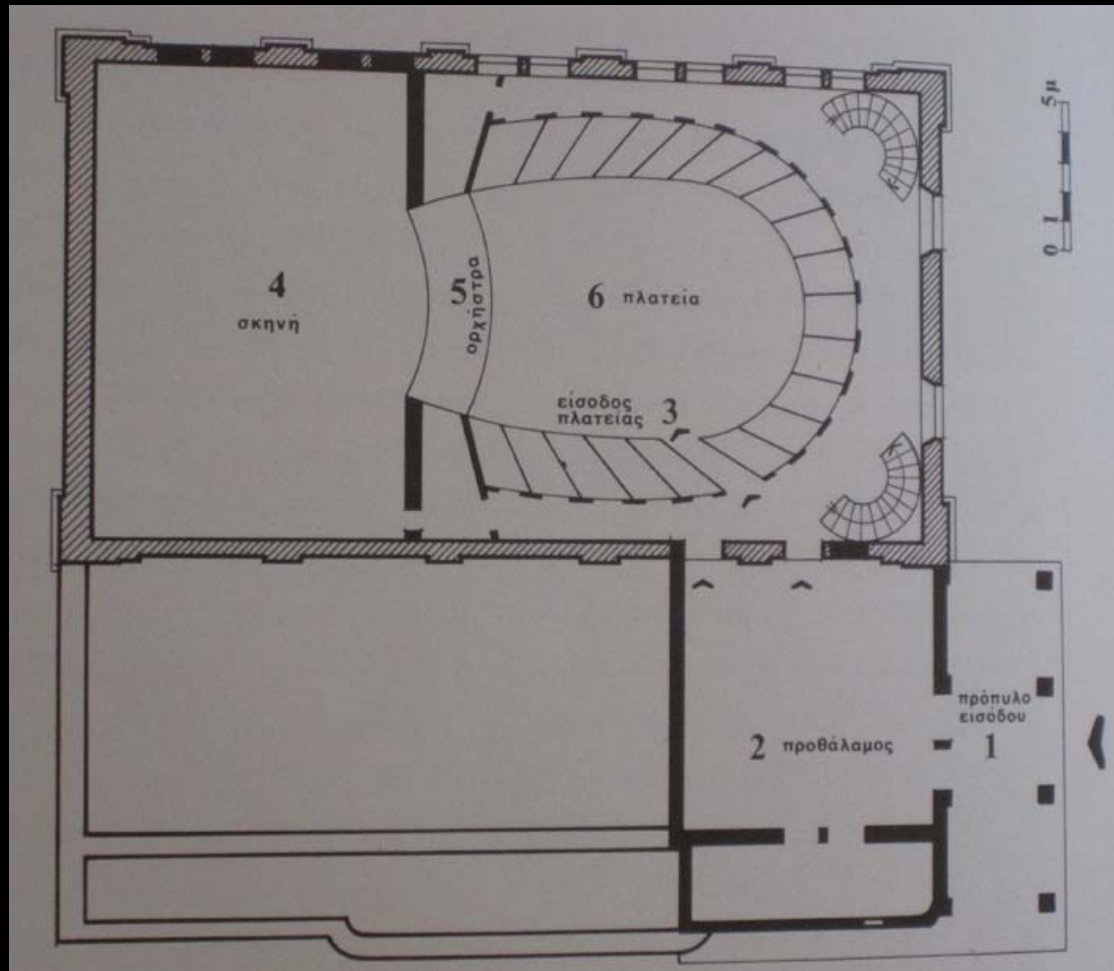 4
σκηνή
5
ορχήστρα
6 πλατεία
είσοδος
πλατείας 3
2 προθάλαμος
πρόπυλο
εισόδου
1
0 1 5μ